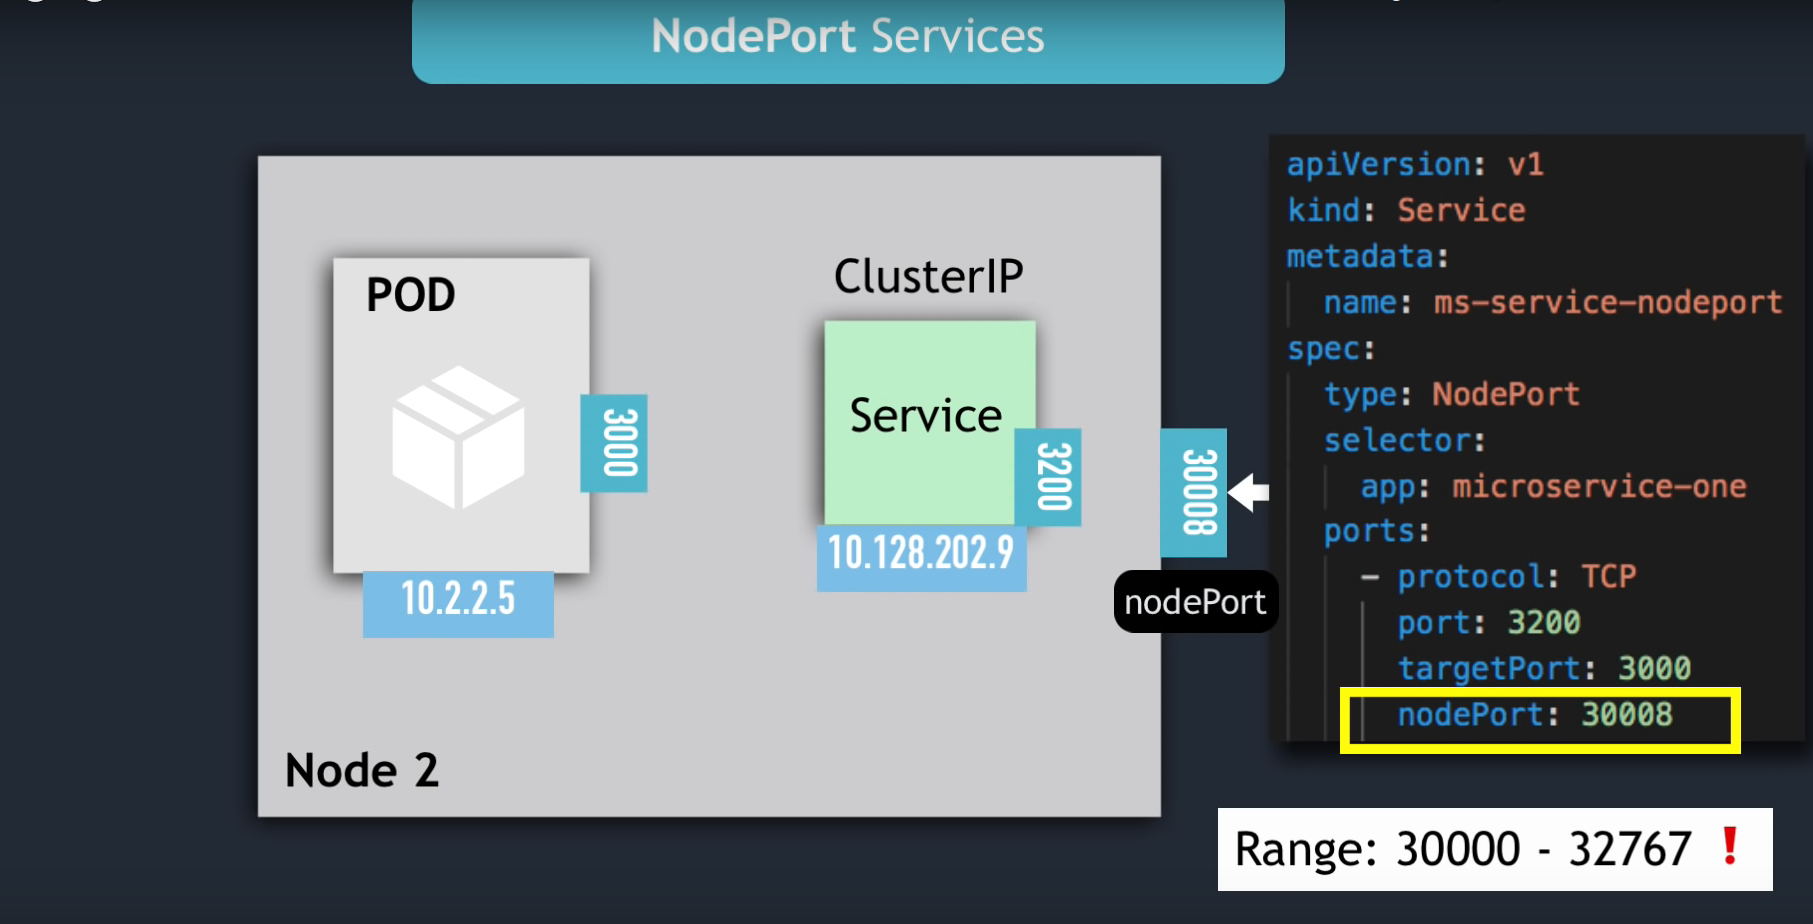 NodePort Services
POD
3000
10.2.2.5
ClusterIP
Service
3200
10.128.202.9
30008
nodePort
Node 2
apiVersion: v1
kind: Service
metadata:
name: ms-service-nodeport
spec:
type: NodePort
selector:
app: microservice-one
ports:
- protocol: TCP
port: 3200
targetPort: 3000
nodePort: 30008
Range: 30000 - 32767 !